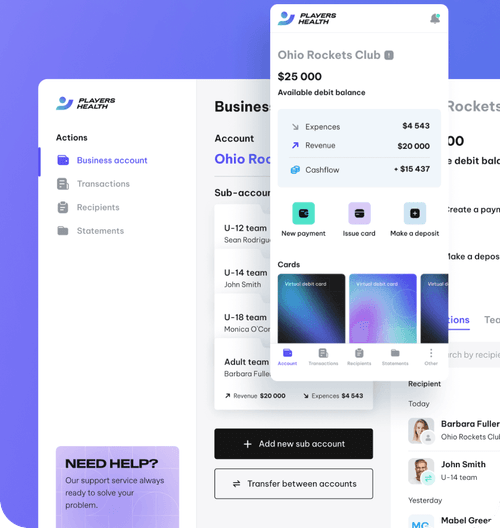 PLAYERS
HEALTH
Ohio Rockets Club
$25 000
Available debit balance
Expences
$4 543
Revenue
$20 000
Cashflow
+ $15 437
New payment
Issue card
Make a deposit
Cards
Virtual debit card
Virtual debit card
Virtual d
Account
Transactions
Recipients
Statements
Other
PLAYERS
HEALTH
Actions
Business account
Transactions
Recipients
Statements
NEED HELP?
Our support service always
ready to solve your
problem.
Busines
Account
Ohio Roc
Sub-accoun
U-12 team
Sean Rodrigu
U-14 team
John Smith
U-18 team
Monica O'Con
Adult team
Barbara Fuller
Revenue $20 000
Expences $4 543
Add new sub account
Transfer between accounts
Rockets
00
e debit bala
Create a paym
Make a depos
tions
Tea
rch by recipie
Recipient
Today
Barbara Fuller
Ohio Rockets Clu
John Smith
U-14 team
Yesterday
MC
Mabel Greer